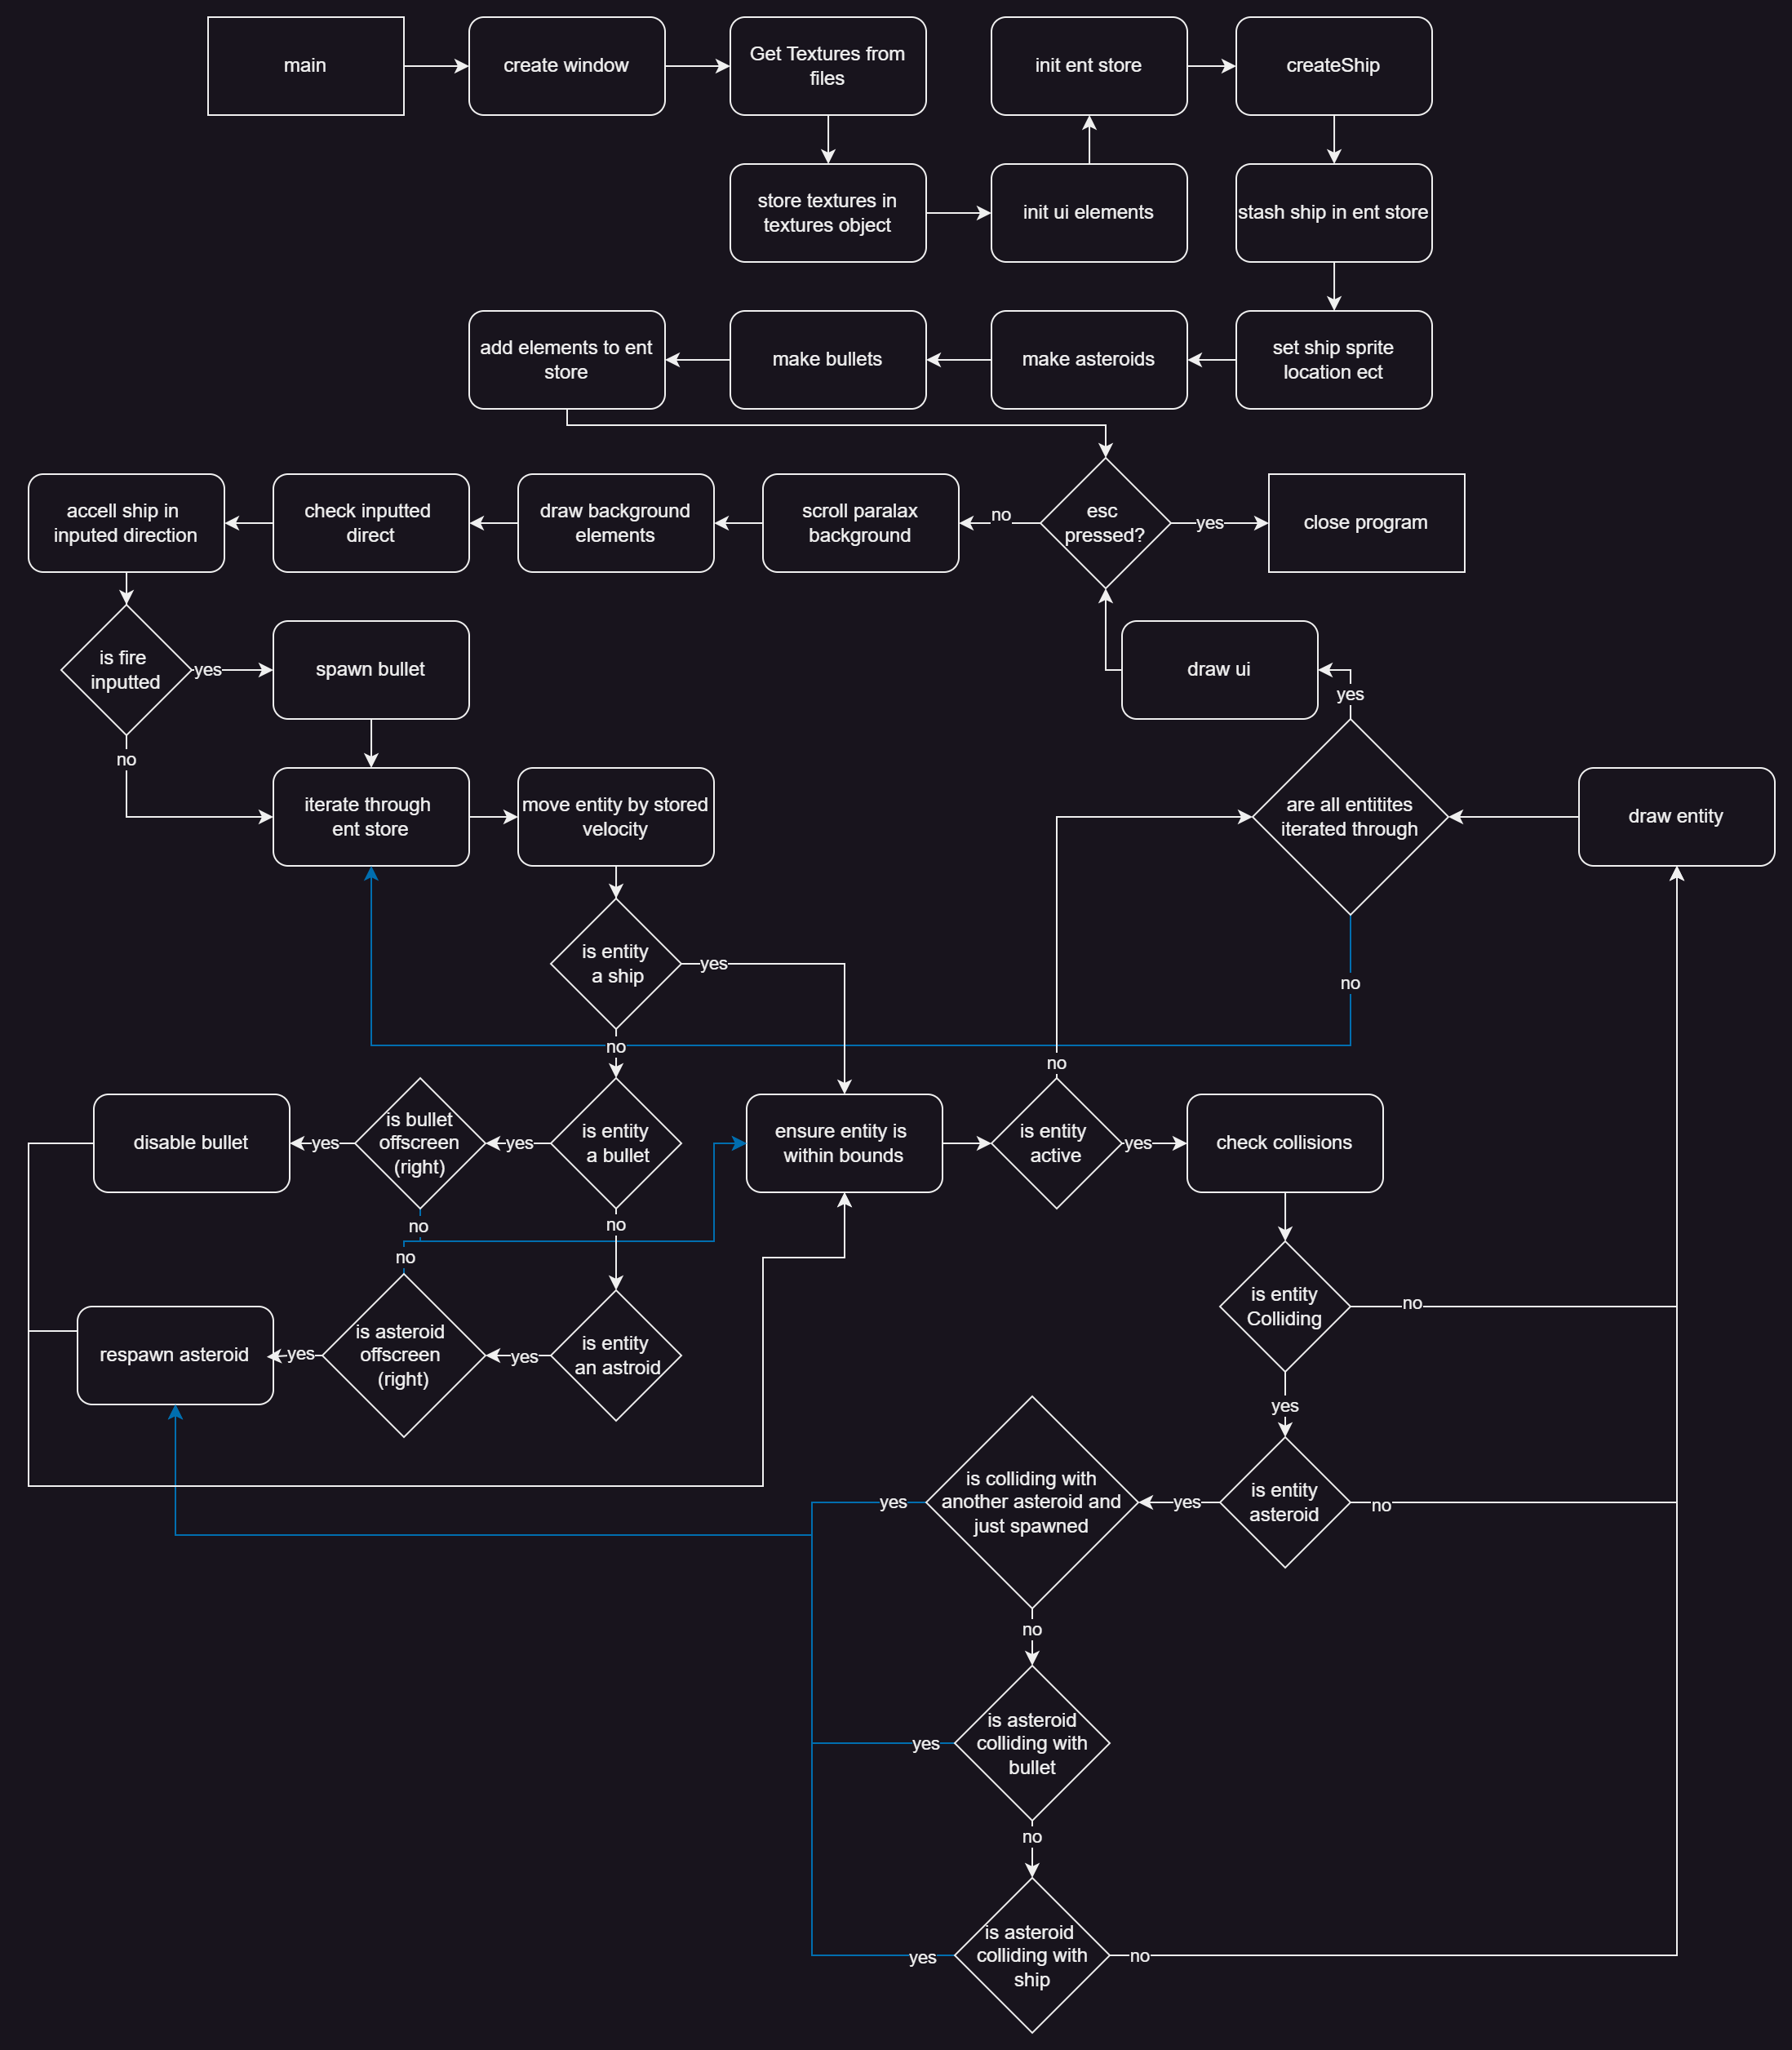 main
create window
Get Textures from
files
init ent store
createShip
store textures in
textures object
init ui elements
stash ship in ent store
add elements to ent
store
make bullets
make asteroids
set ship sprite
location ect
accell ship in
inputed direction
check inputted
direct
draw background
elements
scroll paralax
background
no
esc
pressed?
yes
close program
is fire
inputted
yes
spawn bullet
draw ui
yes
no
iterate through
ent store
move entity by stored
velocity
are all entitites
iterated through
draw entity
is entity
a ship
yes
no
no
no
disable bullet
yes
is bullet
offscreen
(right)
yes
is entity
a bullet
ensure entity is
within bounds
is entity
active
yes
check collisions
no
no
no
is entity
Colliding
no
respawn asteroid
yes
is asteroid
offscreen
(right)
yes
is entity
an astroid
yes
yes
is colliding with
another asteroid and
just spawned
yes
is entity
asteroid
no
no
yes
is asteroid
colliding with
bullet
no
yes
is asteroid
colliding with
ship
no